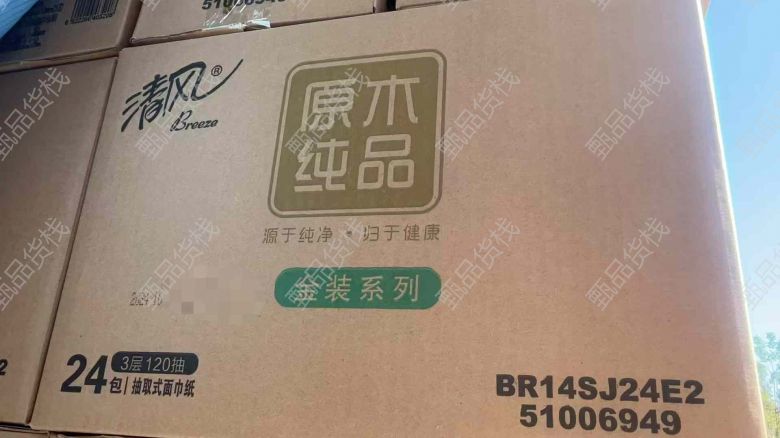 51006949
清风®
Breeze
原木
纯品
源于纯净·归于健康
金装系列
24包
3层120抽
抽取式面巾纸
BR14SJ24E2
51006949
甄品货栈